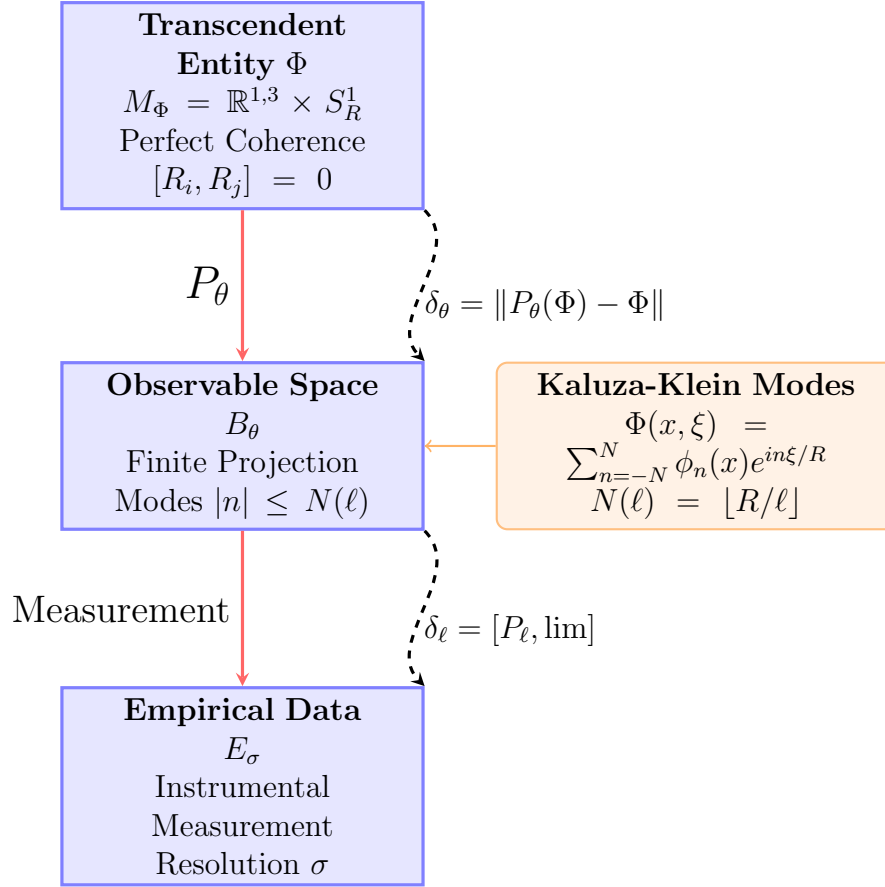 Transcendent
Entity Φ
M_Φ = ℝ^{1,3} × S^1_R
Perfect Coherence
[R_i, R_j] = 0
P_θ
δ_θ = ‖P_θ(Φ) − Φ‖
Observable Space
B_θ
Finite Projection
Modes |n| ≤ N(ℓ)
Kaluza-Klein Modes
Φ(x, ξ) =
∑_{n=−N}^{N} φ_n(x)e^{inξ/R}
N(ℓ) = ⌊R/ℓ⌋
Measurement
δ_ℓ = [P_ℓ, lim]
Empirical Data
E_σ
Instrumental
Measurement
Resolution σ